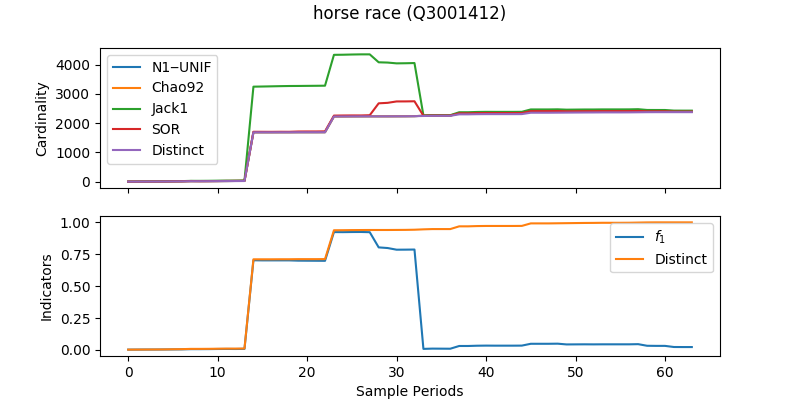 horse race (Q3001412)
Cardinality
4000
3000
2000
1000
0
N1−UNIF
Chao92
Jack1
SOR
Distinct
Indicators
1.00
0.75
0.50
0.25
0.00
f₁
Distinct
0 10 20 30 40 50 60
Sample Periods